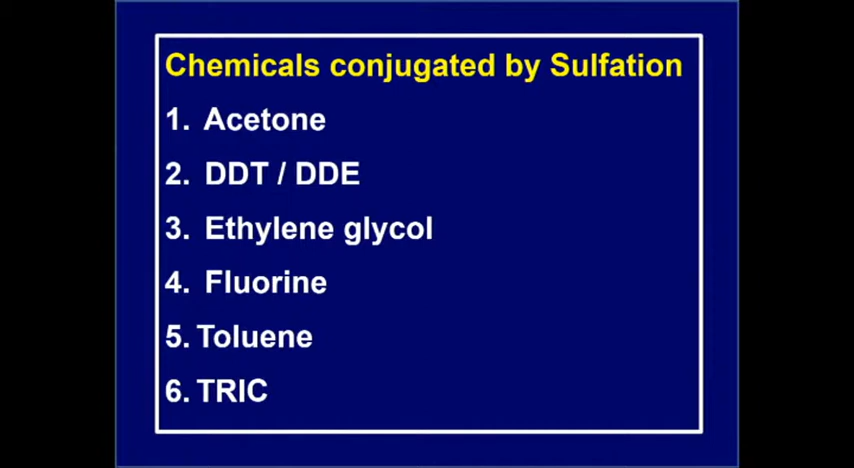 Chemicals conjugated by Sulfation
1. Acetone
2. DDT / DDE
3. Ethylene glycol
4. Fluorine
5. Toluene
6. TRIC